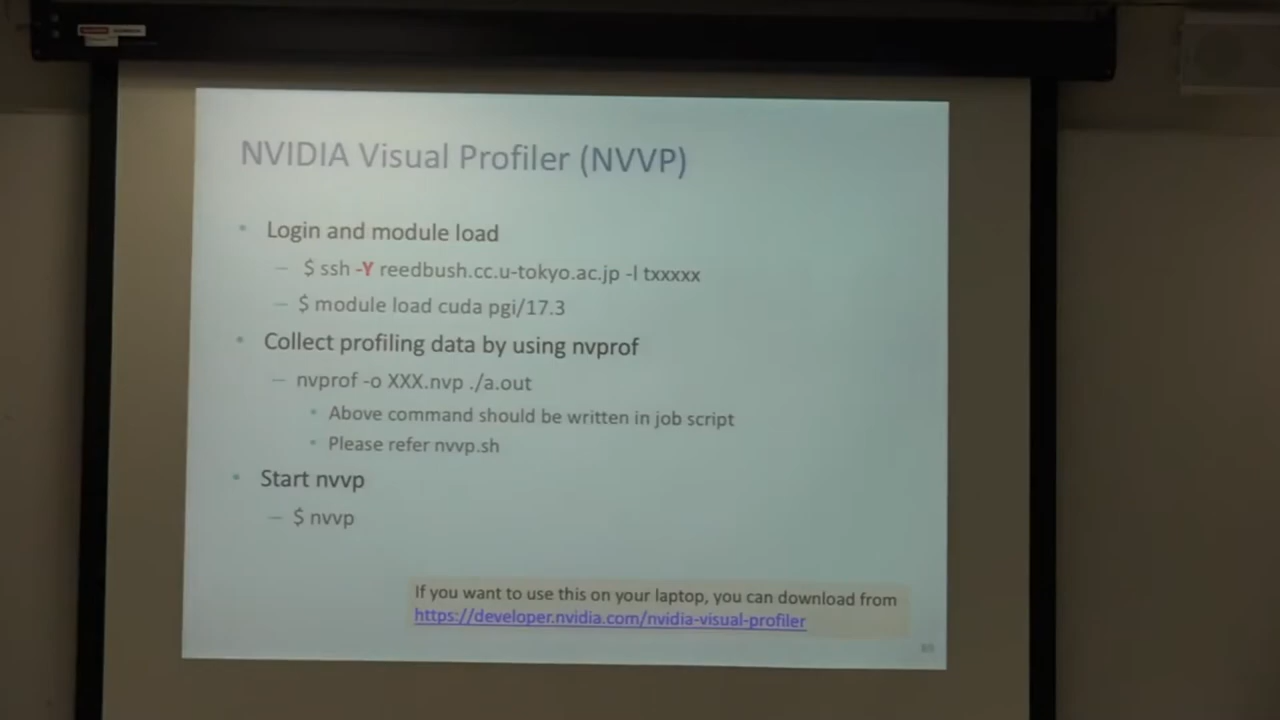 NVIDIA Visual Profiler (NVVP)
• Login and module load
– $ ssh -Y reedbush.cc.u-tokyo.ac.jp -l txxxxx
– $ module load cuda pgi/17.3
• Collect profiling data by using nvprof
– nvprof -o XXX.nvp ./a.out
• Above command should be written in job script
• Please refer nvvp.sh
• Start nvvp
– $ nvvp
If you want to use this on your laptop, you can download from
https://developer.nvidia.com/nvidia-visual-profiler